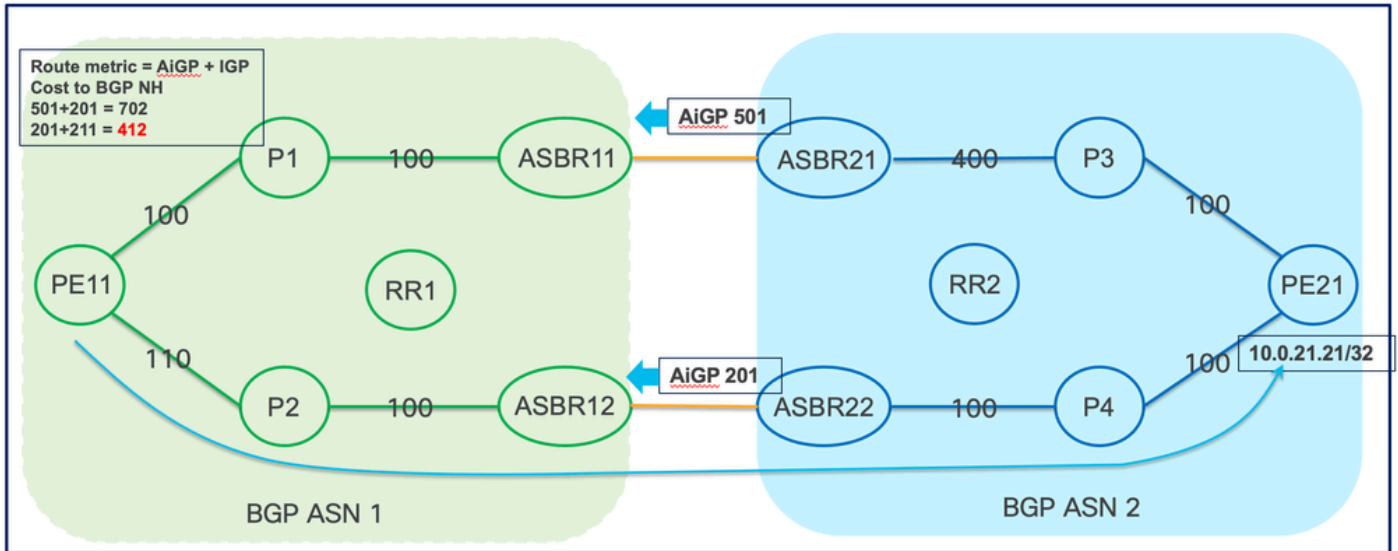 Route metric = AiGP + IGP
Cost to BGP NH
501+201 = 702
201+211 = 412
AiGP 501
P1
100
ASBR11
ASBR21
400
P3
100
100
PE11
RR1
RR2
PE21
110
AiGP 201
100
10.0.21.21/32
P2
100
ASBR12
ASBR22
100
P4
BGP ASN 1
BGP ASN 2